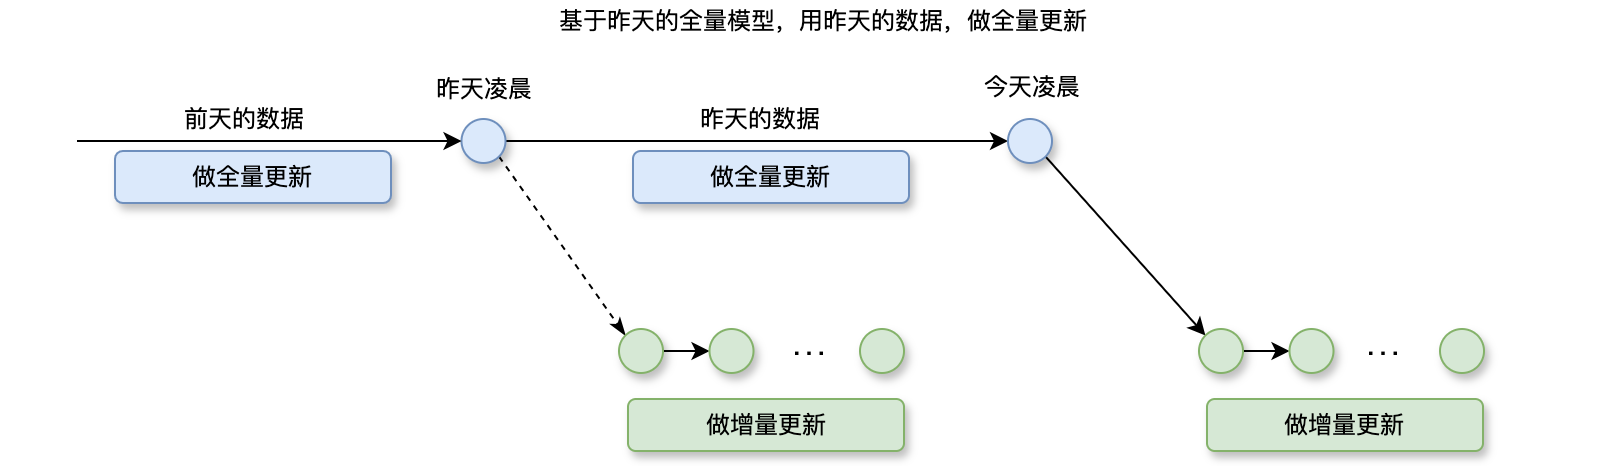 基于昨天的全量模型，用昨天的数据，做全量更新
昨天凌晨
今天凌晨
前天的数据
昨天的数据
做全量更新
做全量更新
...
...
做增量更新
做增量更新